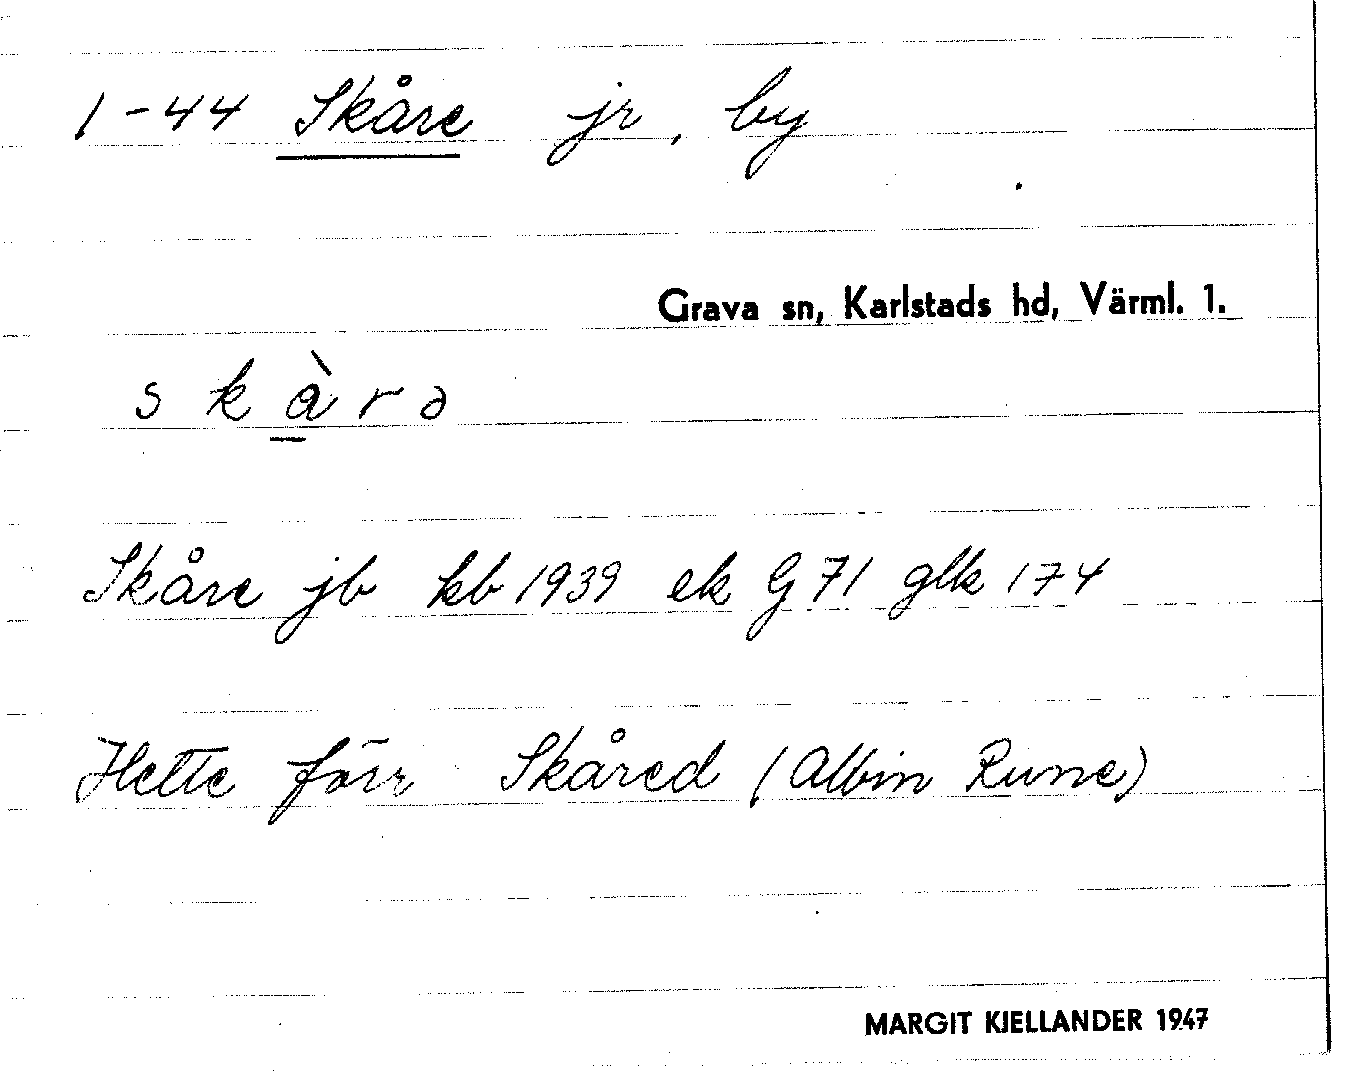 1-44 Skåre jr, by
Grava sn, Karlstads hd, Värml. 1.
s k à̱ r ə
Skåre jb kb 1939 ek G 71 glk 174
Hette förr Skåred (Albin Rune)
MARGIT KJELLANDER 1947